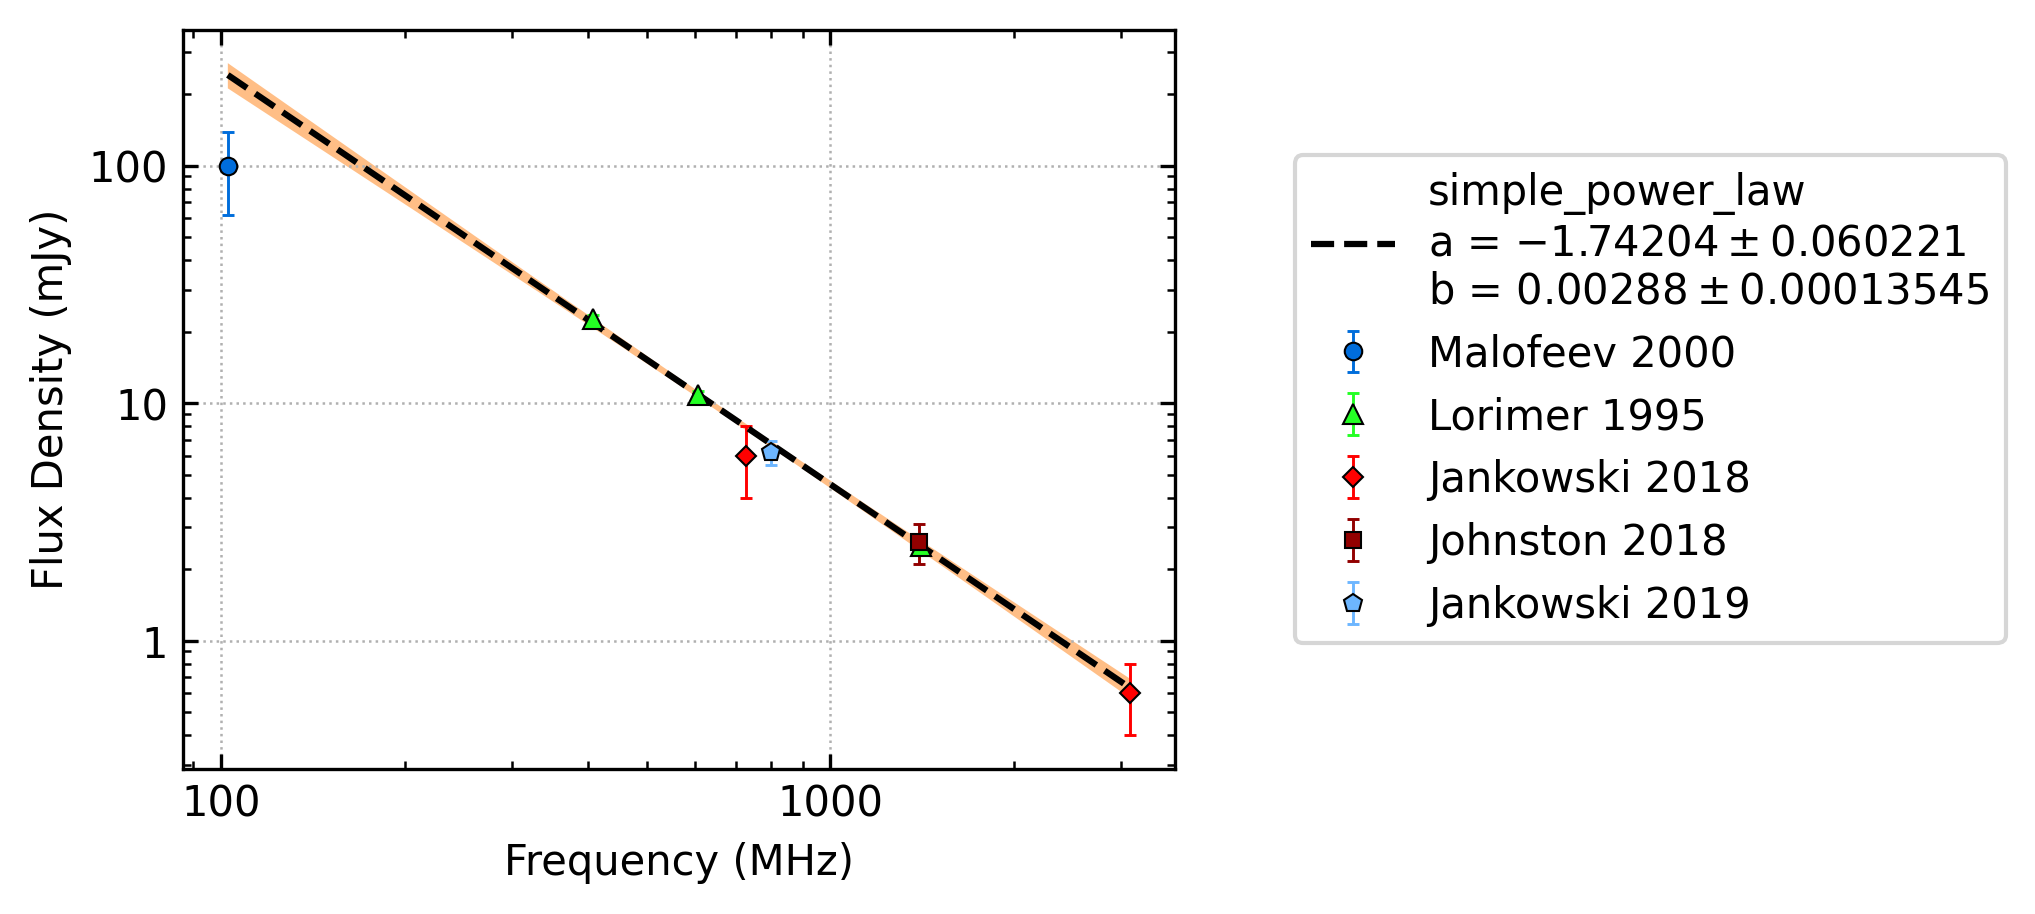 100
10
1
Flux Density (mJy)
100
1000
Frequency (MHz)
simple_power_law
a = −1.74204 ± 0.060221
b = 0.00288 ± 0.00013545
Malofeev 2000
Lorimer 1995
Jankowski 2018
Johnston 2018
Jankowski 2019